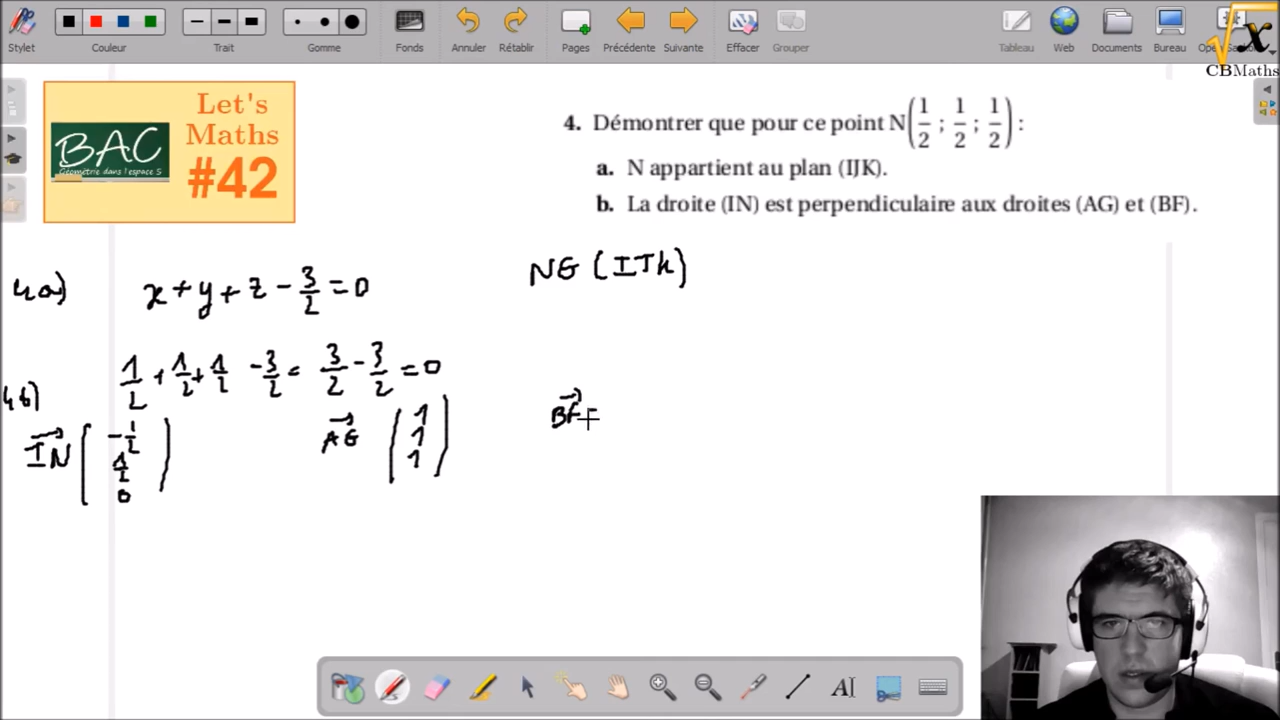 Stylet
Couleur
Trait
Gomme
Fonds
Annuler
Rétablir
Pages
Précédente
Suivante
Effacer
Grouper
Tableau
Web
Documents
Bureau
CBMaths
BAC
Géométrie dans l'espace S
Let's
Maths
#42
4. Démontrer que pour ce point N(1/2 ; 1/2 ; 1/2) :
a. N appartient au plan (IJK).
b. La droite (IN) est perpendiculaire aux droites (AG) et (BF).
4a) x + y + z - 3/2 = 0
N∈(IJK)
1/2 + 1/2 + 1/2 - 3/2 = 3/2 - 3/2 = 0
4b)
IN (-1/2 1/2 0)
AG (1 1 1)
BF
AI